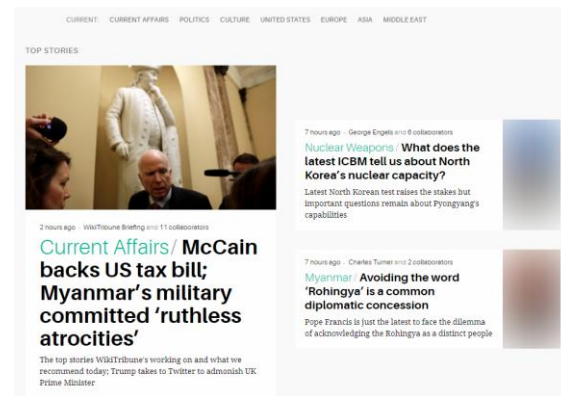 CURRENT: CURRENT AFFAIRS POLITICS CULTURE UNITED STATES EUROPE ASIA MIDDLE EAST
TOP STORIES
2 hours ago - WikiTribune Briefing and 11 collaborators
Current Affairs/ McCain
backs US tax bill;
Myanmar's military
committed ‘ruthless
atrocities’
The top stories WikiTribune's working on and what we
recommend today; Trump takes to Twitter to admonish UK
Prime Minister
7 hours ago - George Engels and 6 collaborators
Nuclear Weapons/ What does the
latest ICBM tell us about North
Korea's nuclear capacity?
Latest North Korean test raises the stakes but
important questions remain about Pyongyang's
capabilities
7 hours ago - Charles Turner and 2 collaborators
Myanmar/ Avoiding the word
‘Rohingya’ is a common
diplomatic concession
Pope Francis is just the latest to face the dilemma
of acknowledging the Rohingya as a distinct people